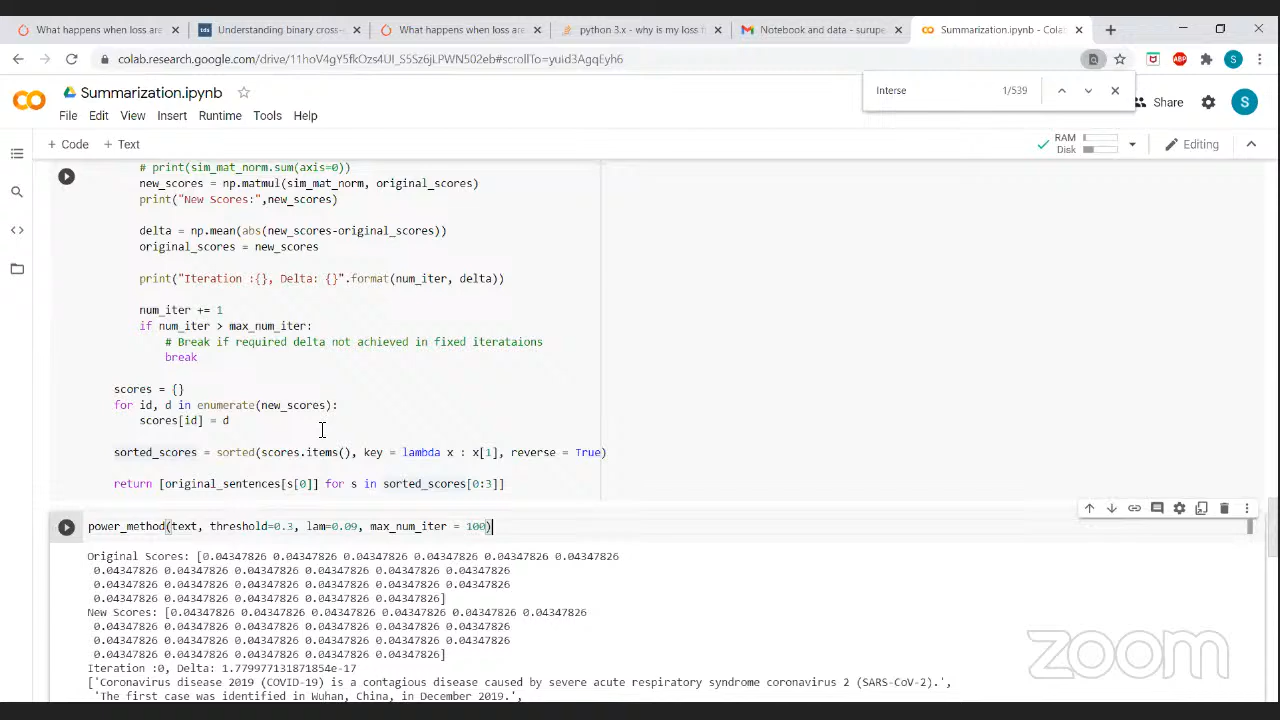 What happens when loss are
Understanding binary cross-
What happens when loss are
python 3.x - why is my loss
Notebook and data - surupe
Summarization.ipynb - Cola
colab.research.google.com/drive/11hoV4gY5fkOzs4UI_S5Sz6jLPWN502eb#scrollTo=yuid3AgqEyh6
ABP
S
Interse
1/539
Summarization.ipynb
Share
S
File Edit View Insert Runtime Tools Help
+ Code + Text
RAM
Disk
Editing
# print(sim_mat_norm.sum(axis=0))
new_scores = np.matmul(sim_mat_norm, original_scores)
print("New Scores:",new_scores)
delta = np.mean(abs(new_scores-original_scores))
original_scores = new_scores
print("Iteration :{}, Delta: {}".format(num_iter, delta))
num_iter += 1
if num_iter > max_num_iter:
# Break if required delta not achieved in fixed iterataions
break
scores = {}
for id, d in enumerate(new_scores):
scores[id] = d
sorted_scores = sorted(scores.items(), key = lambda x : x[1], reverse = True)
return [original_sentences[s[0]] for s in sorted_scores[0:3]]
power_method(text, threshold=0.3, lam=0.09, max_num_iter = 100)
Original Scores: [0.04347826 0.04347826 0.04347826 0.04347826 0.04347826 0.04347826
0.04347826 0.04347826 0.04347826 0.04347826 0.04347826 0.04347826
0.04347826 0.04347826 0.04347826 0.04347826 0.04347826 0.04347826
0.04347826 0.04347826 0.04347826 0.04347826 0.04347826]
New Scores: [0.04347826 0.04347826 0.04347826 0.04347826 0.04347826 0.04347826
0.04347826 0.04347826 0.04347826 0.04347826 0.04347826 0.04347826
0.04347826 0.04347826 0.04347826 0.04347826 0.04347826 0.04347826
0.04347826 0.04347826 0.04347826 0.04347826 0.04347826]
Iteration :0, Delta: 1.779977131871854e-17
['Coronavirus disease 2019 (COVID-19) is a contagious disease caused by severe acute respiratory syndrome coronavirus 2 (SARS-CoV-2).',
'The first case was identified in Wuhan, China, in December 2019.',
zoom